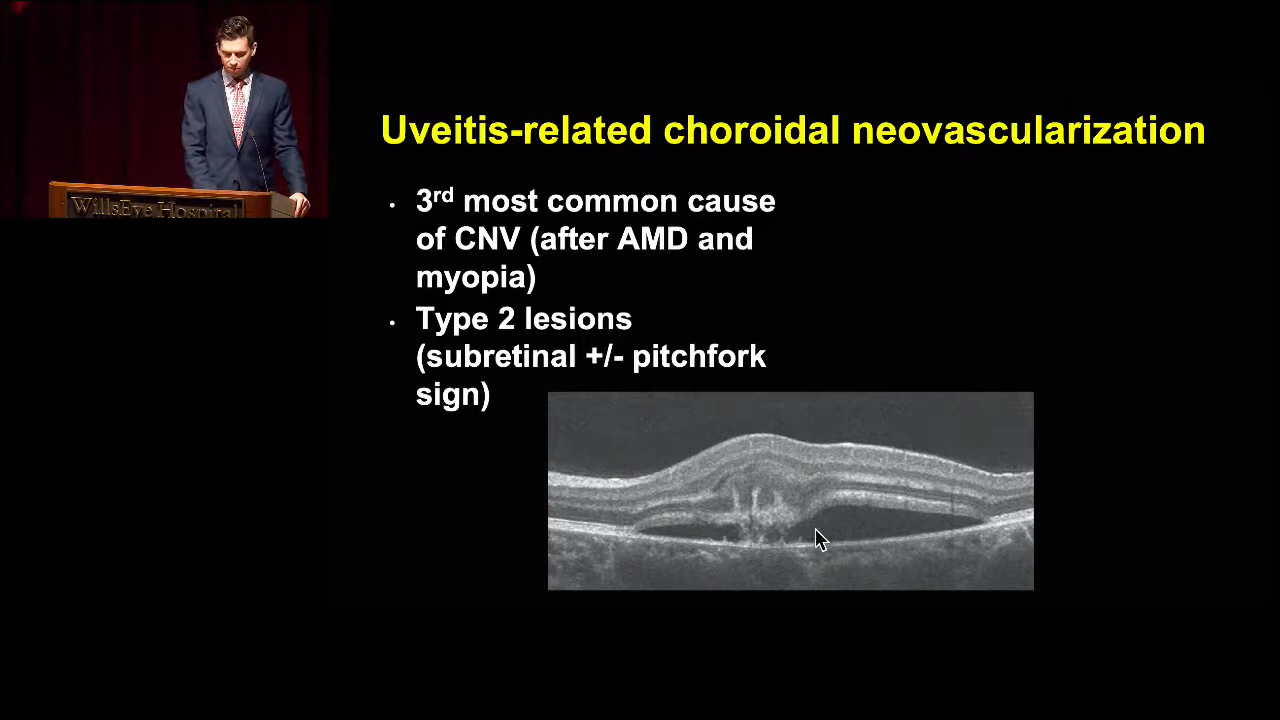 WillsEye Hospital
Uveitis-related choroidal neovascularization
• 3rd most common cause
of CNV (after AMD and
myopia)
• Type 2 lesions
(subretinal +/- pitchfork
sign)